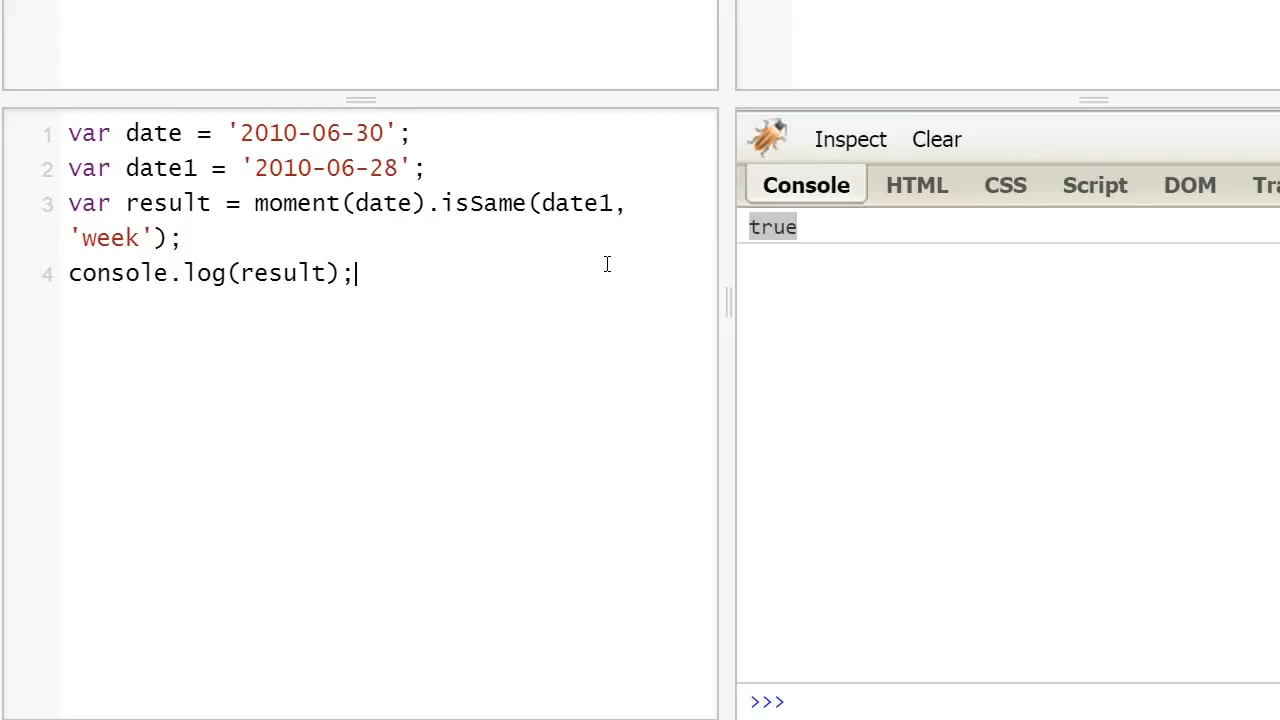 1 var date = '2010-06-30';
2 var date1 = '2010-06-28';
3 var result = moment(date).isSame(date1,
'week');
4 console.log(result);
Inspect Clear
Console HTML CSS Script DOM Tra
true
>>>